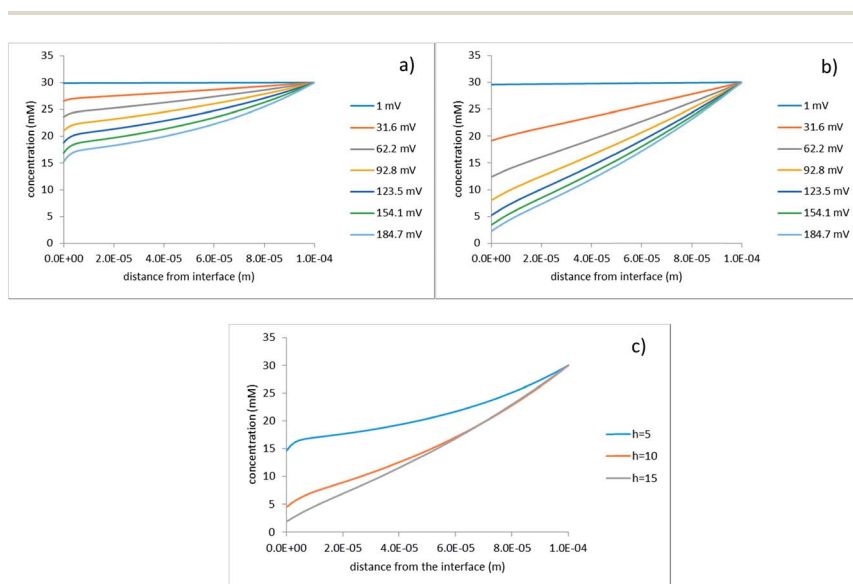 a)
concentration (mM)
35
30
25
20
15
10
5
0
0.0E+00 2.0E-05 4.0E-05 6.0E-05 8.0E-05 1.0E-04
distance from interface (m)
1 mV
31.6 mV
62.2 mV
92.8 mV
123.5 mV
154.1 mV
184.7 mV
b)
concentration (mM)
35
30
25
20
15
10
5
0
0.0E+00 2.0E-05 4.0E-05 6.0E-05 8.0E-05 1.0E-04
distance from interface (m)
1 mV
31.6 mV
62.2 mV
92.8 mV
123.5 mV
154.1 mV
184.7 mV
c)
concentration (mM)
35
30
25
20
15
10
5
0
0.0E+00 2.0E-05 4.0E-05 6.0E-05 8.0E-05 1.0E-04
distance from the interface (m)
h=5
h=10
h=15